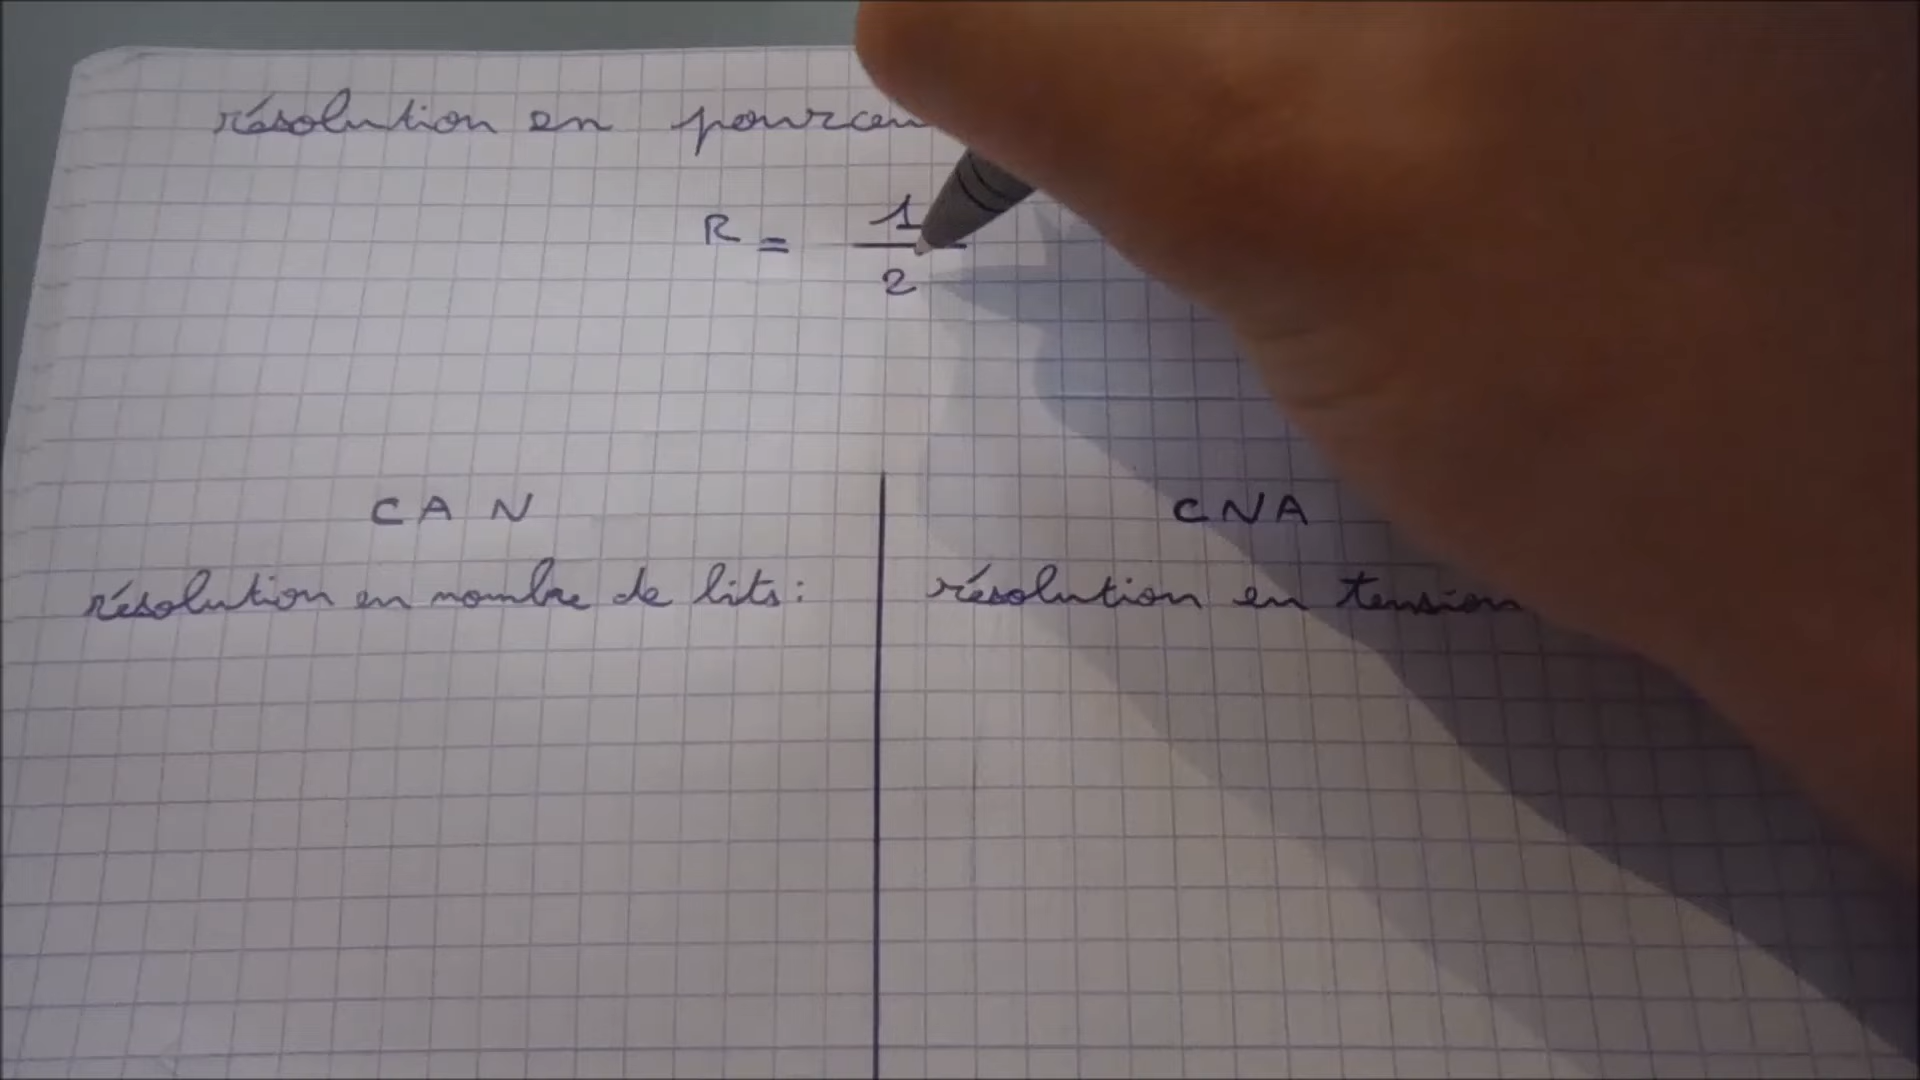 résolution en
R = 1/2
CAN
CNA
résolution en nombre de bits :
résolution en tension